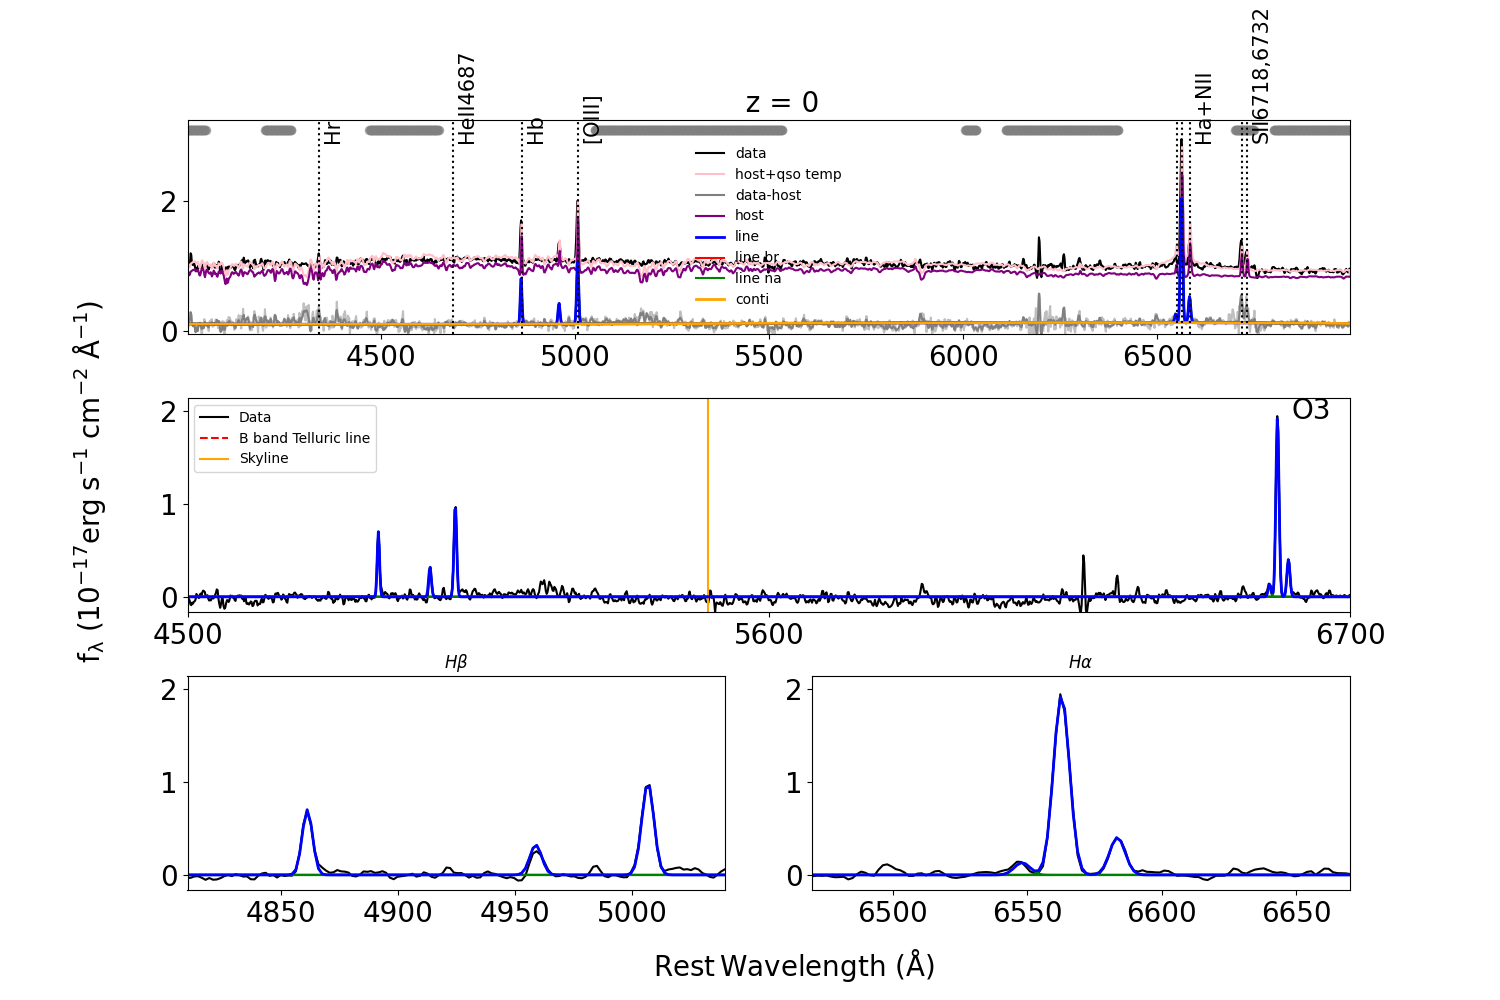 z = 0
Hr
HeII4687
Hb
[OIII]
Ha+NII
SII6718,6732
data
host+qso temp
data-host
host
line
line br
line na
conti
2
0
4500
5000
5500
6000
6500
fλ (10−17erg s−1 cm−2 Å−1)
O3
Data
B band Telluric line
Skyline
2
1
0
4500
5600
6700
Hβ
2
1
0
4850
4900
4950
5000
Hα
2
1
0
6500
6550
6600
6650
Rest Wavelength (Å)